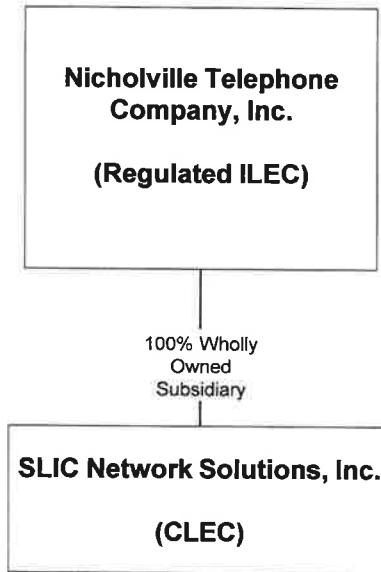 Nicholville Telephone
Company, Inc.
(Regulated ILEC)
100% Wholly
Owned
Subsidiary
SLIC Network Solutions, Inc.
(CLEC)